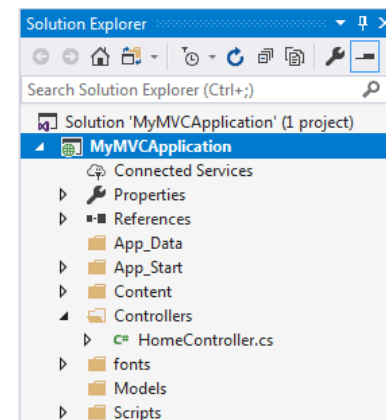 Solution Explorer
Search Solution Explorer (Ctrl+;)
Solution 'MyMVCApplication' (1 project)
MyMVCApplication
Connected Services
Properties
References
App_Data
App_Start
Content
Controllers
C# HomeController.cs
fonts
Models
Scripts